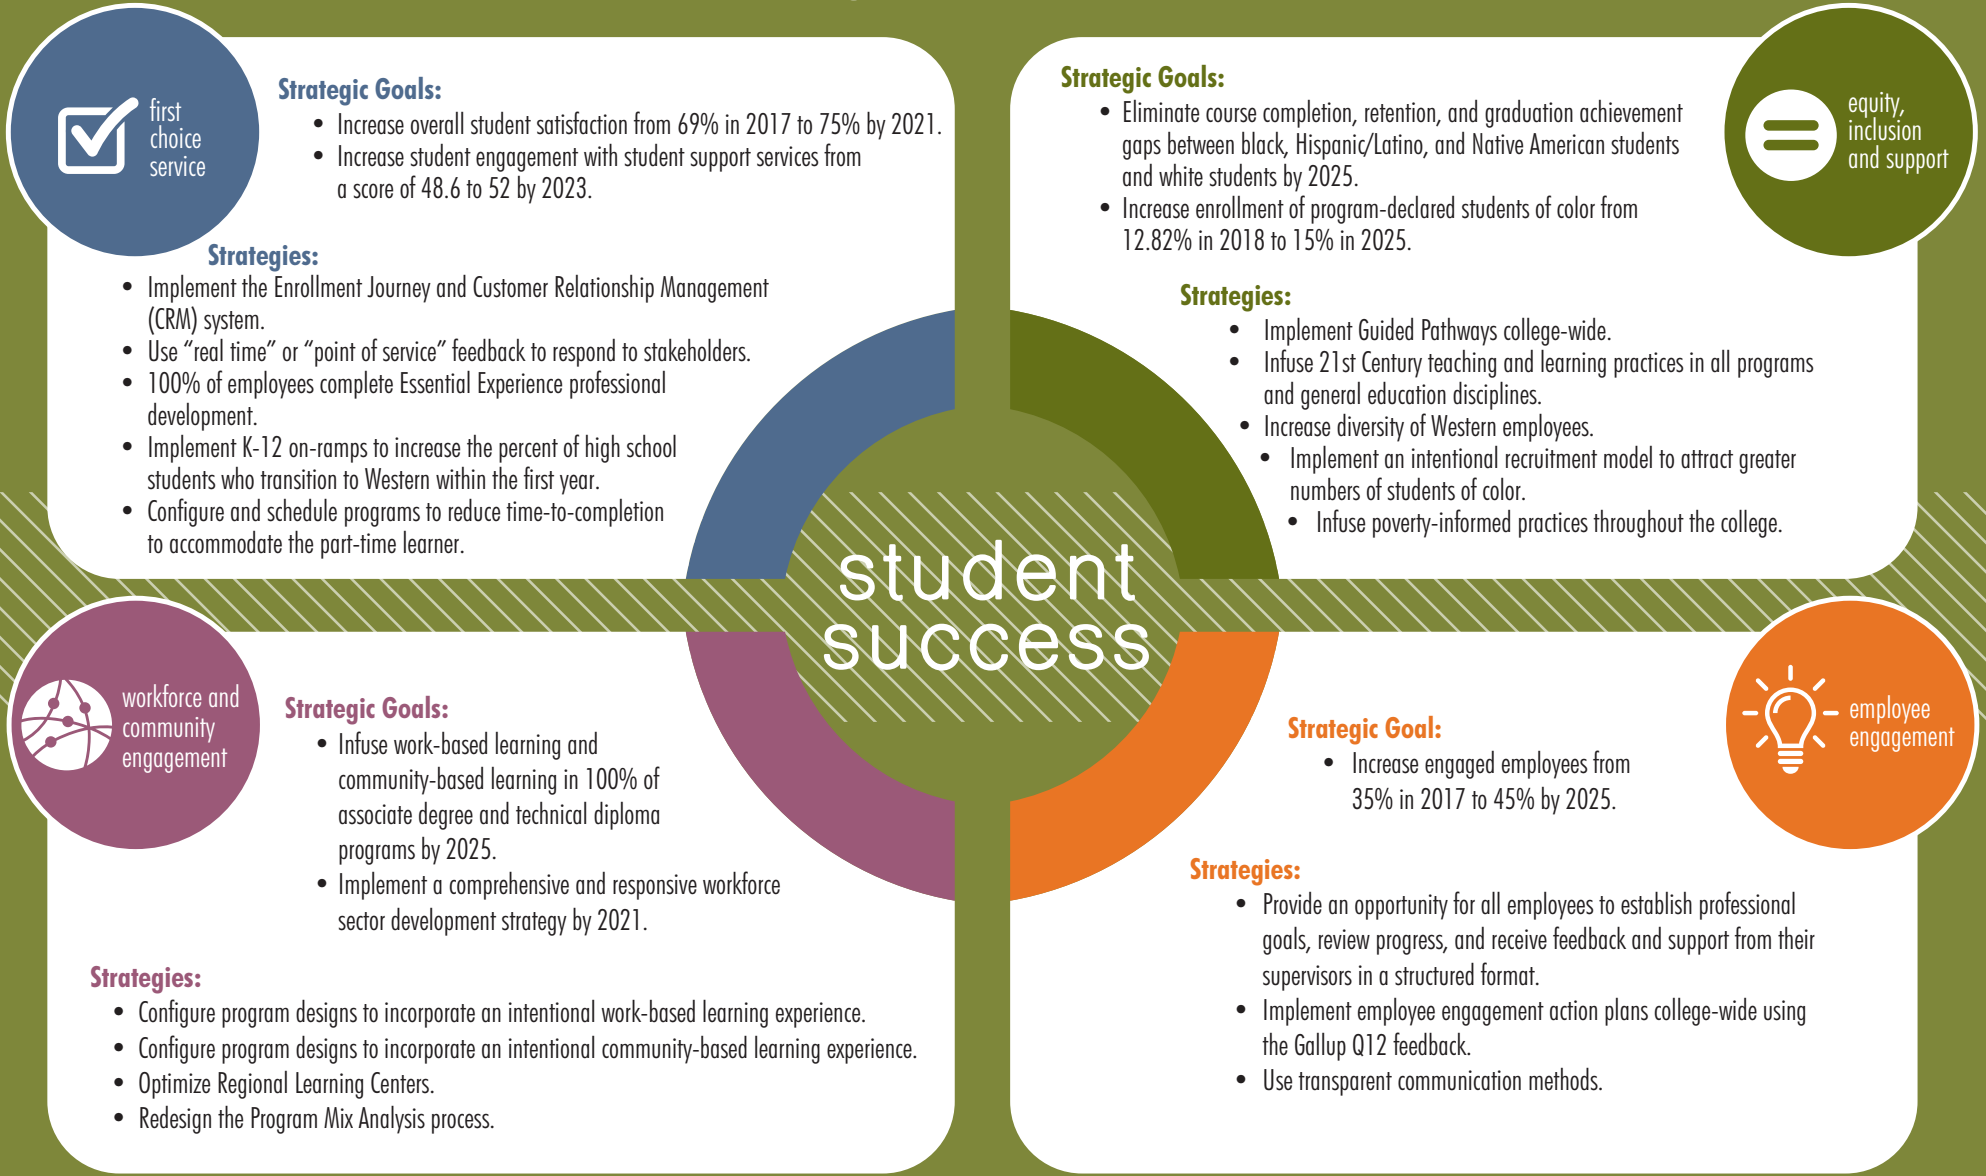 first
choice
service
Strategic Goals:
• Increase overall student satisfaction from 69% in 2017 to 75% by 2021.
• Increase student engagement with student support services from
a score of 48.6 to 52 by 2023.
Strategies:
• Implement the Enrollment Journey and Customer Relationship Management
(CRM) system.
• Use “real time” or “point of service” feedback to respond to stakeholders.
• 100% of employees complete Essential Experience professional
development.
• Implement K-12 on-ramps to increase the percent of high school
students who transition to Western within the first year.
• Configure and schedule programs to reduce time-to-completion
to accommodate the part-time learner.
equity,
inclusion
and support
Strategic Goals:
• Eliminate course completion, retention, and graduation achievement
gaps between black, Hispanic/Latino, and Native American students
and white students by 2025.
• Increase enrollment of program-declared students of color from
12.82% in 2018 to 15% in 2025.
Strategies:
• Implement Guided Pathways college-wide.
• Infuse 21st Century teaching and learning practices in all programs
and general education disciplines.
• Increase diversity of Western employees.
• Implement an intentional recruitment model to attract greater
numbers of students of color.
• Infuse poverty-informed practices throughout the college.
student
success
workforce and
community
engagement
Strategic Goals:
• Infuse work-based learning and
community-based learning in 100% of
associate degree and technical diploma
programs by 2025.
• Implement a comprehensive and responsive workforce
sector development strategy by 2021.
Strategies:
• Configure program designs to incorporate an intentional work-based learning experience.
• Configure program designs to incorporate an intentional community-based learning experience.
• Optimize Regional Learning Centers.
• Redesign the Program Mix Analysis process.
employee
engagement
Strategic Goal:
• Increase engaged employees from
35% in 2017 to 45% by 2025.
Strategies:
• Provide an opportunity for all employees to establish professional
goals, review progress, and receive feedback and support from their
supervisors in a structured format.
• Implement employee engagement action plans college-wide using
the Gallup Q12 feedback.
• Use transparent communication methods.